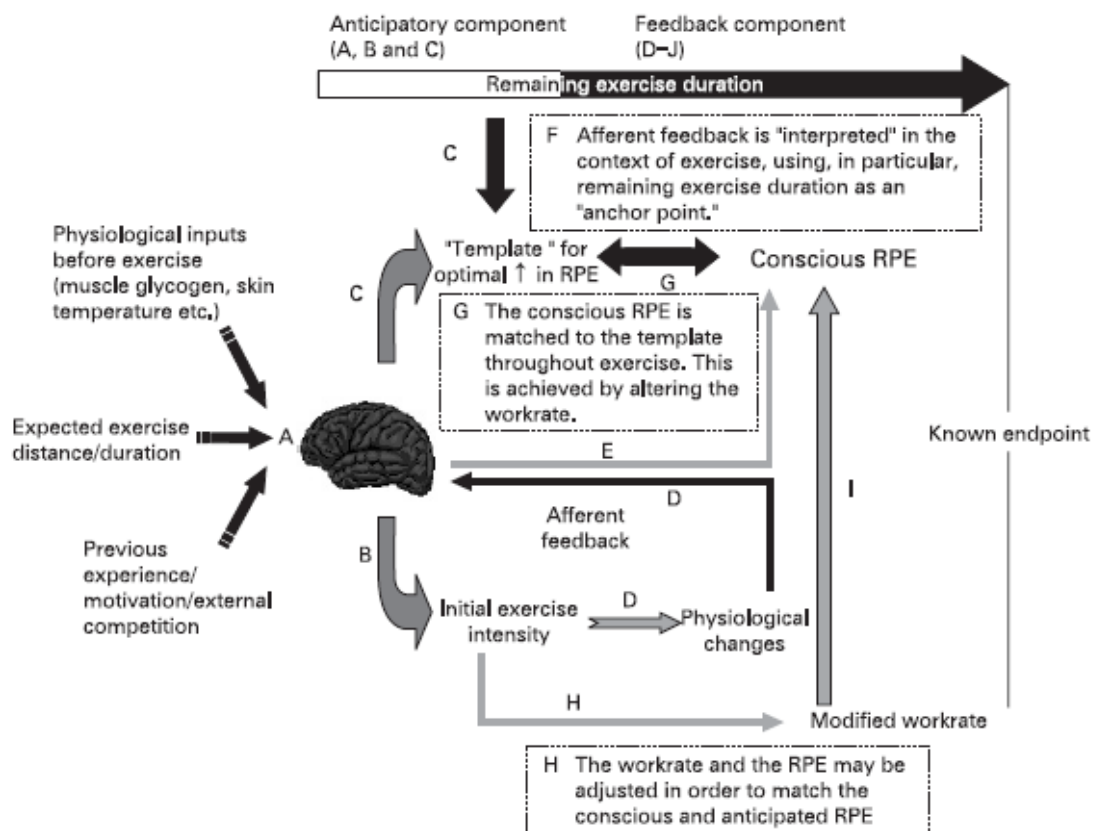 Anticipatory component
(A, B and C)
Feedback component
(D–J)
Remaining exercise duration
C
F Afferent feedback is "interpreted" in the
context of exercise, using, in particular,
remaining exercise duration as an
"anchor point."
Physiological inputs
before exercise
(muscle glycogen, skin
temperature etc.)
C
"Template " for
optimal ↑ in RPE
G
Conscious RPE
G The conscious RPE is
matched to the template
throughout exercise. This
is achieved by altering the
workrate.
Expected exercise
distance/duration
A
E
Known endpoint
D
I
Afferent
feedback
B
Previous
experience/
motivation/external
competition
Initial exercise
intensity
D
Physiological
changes
H
Modified workrate
H The workrate and the RPE may be
adjusted in order to match the
conscious and anticipated RPE